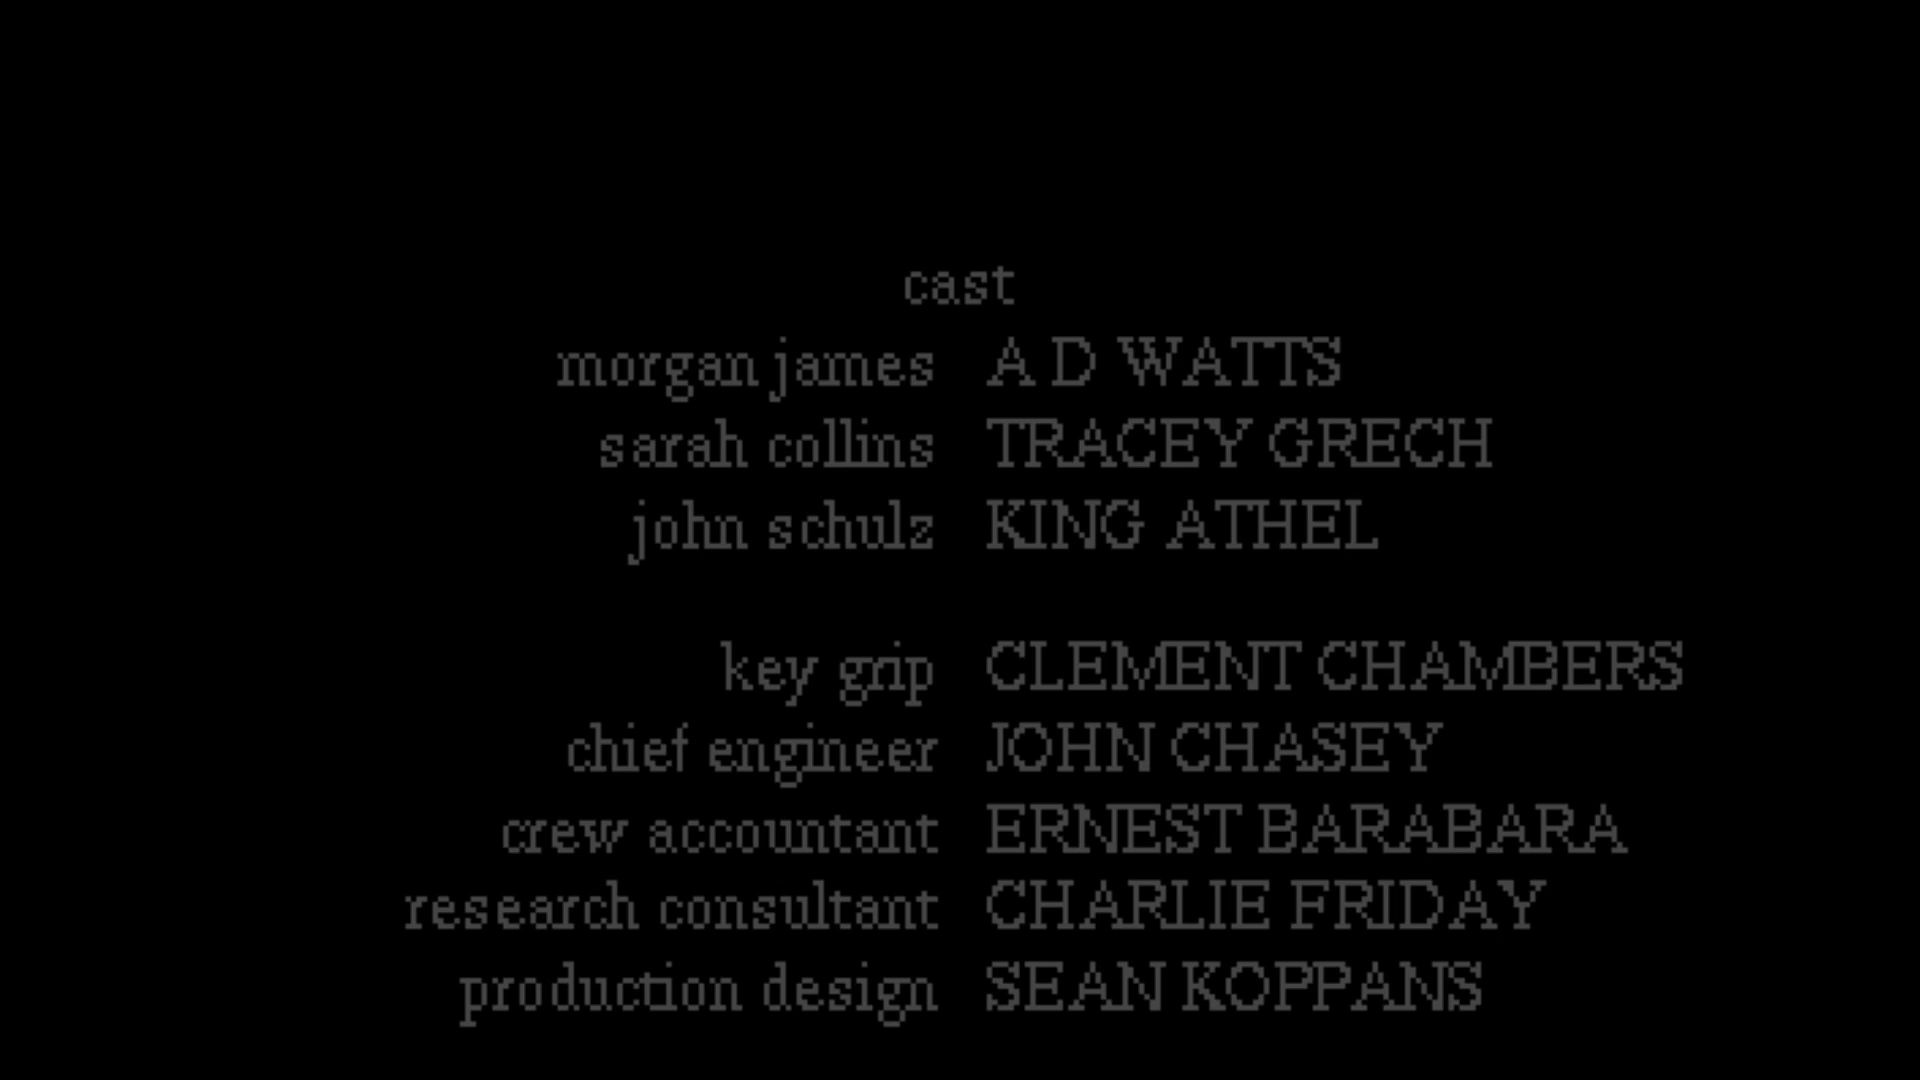 cast
morgan james A D WATTS
sarah collins TRACEY GRECH
john schulz KING ATHEL
key grip CLEMENT CHAMBERS
chief engineer JOHN CHASEY
crew accountant ERNEST BARABARA
research consultant CHARLIE FRIDAY
production design SEAN KOPPANS